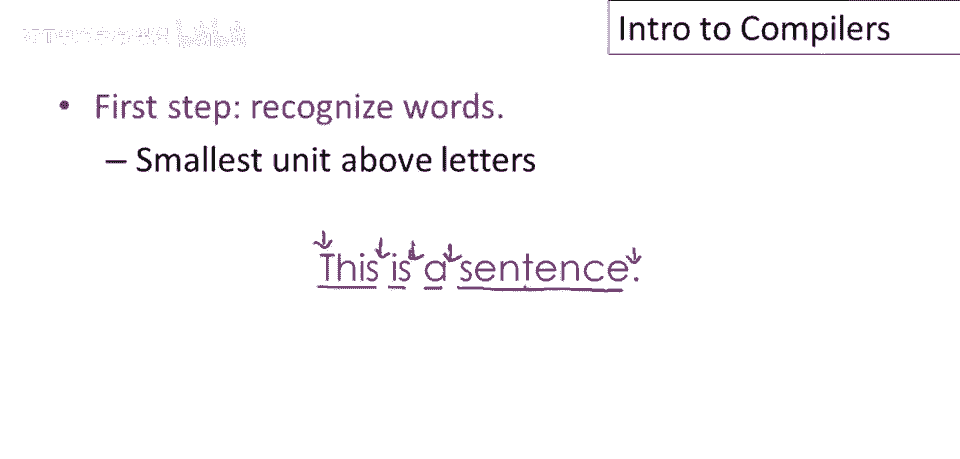 Intro to Compilers
• First step: recognize words.
– Smallest unit above letters
This is a sentence.